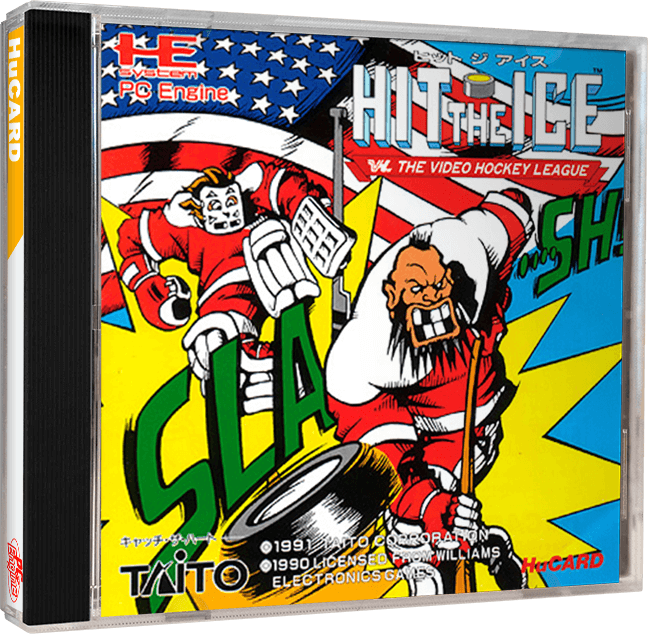 HuCARD
HE
system
PC Engine
ヒット ジ アイス
HIT THE ICE™
VHL THE VIDEO HOCKEY LEAGUE
....SH!
SLA
キャッチ・ザ・ハート
TAITO
©1991 TAITO CORPORATION
©1990 LICENSED FROM WILLIAMS
ELECTRONICS GAMES
HuCARD